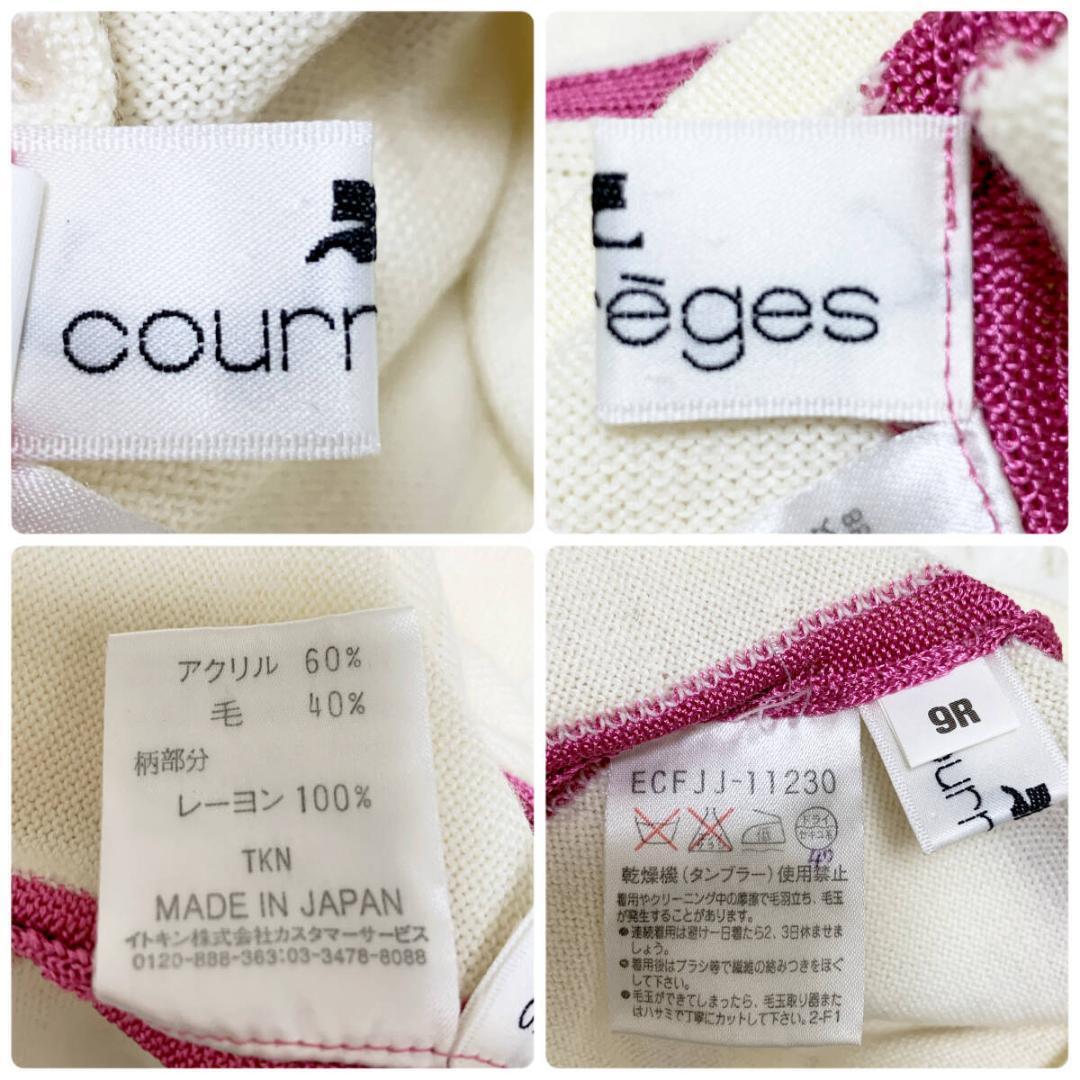 courr
règes
アクリル 60%
毛 40%
柄部分
レーヨン 100%
TKN
MADE IN JAPAN
イトキン株式会社カスタマーサービス
0120-888-363:03-3478-8088
9R
ourr
ECFJJ-11230
ドライ
セキユ系
乾燥機(タンブラー)使用禁止
着用やクリーニング中の摩擦で毛羽立ち、毛玉
が発生することがあります。
●連続着用は避け一日着たら2、3日休ませま
しょう。
●着用後はブラシ等で繊維の絡みつきをほぐ
して下さい。
●毛玉ができてしまったら、毛玉取り器また
はハサミで丁寧にカットして下さい。2-F1